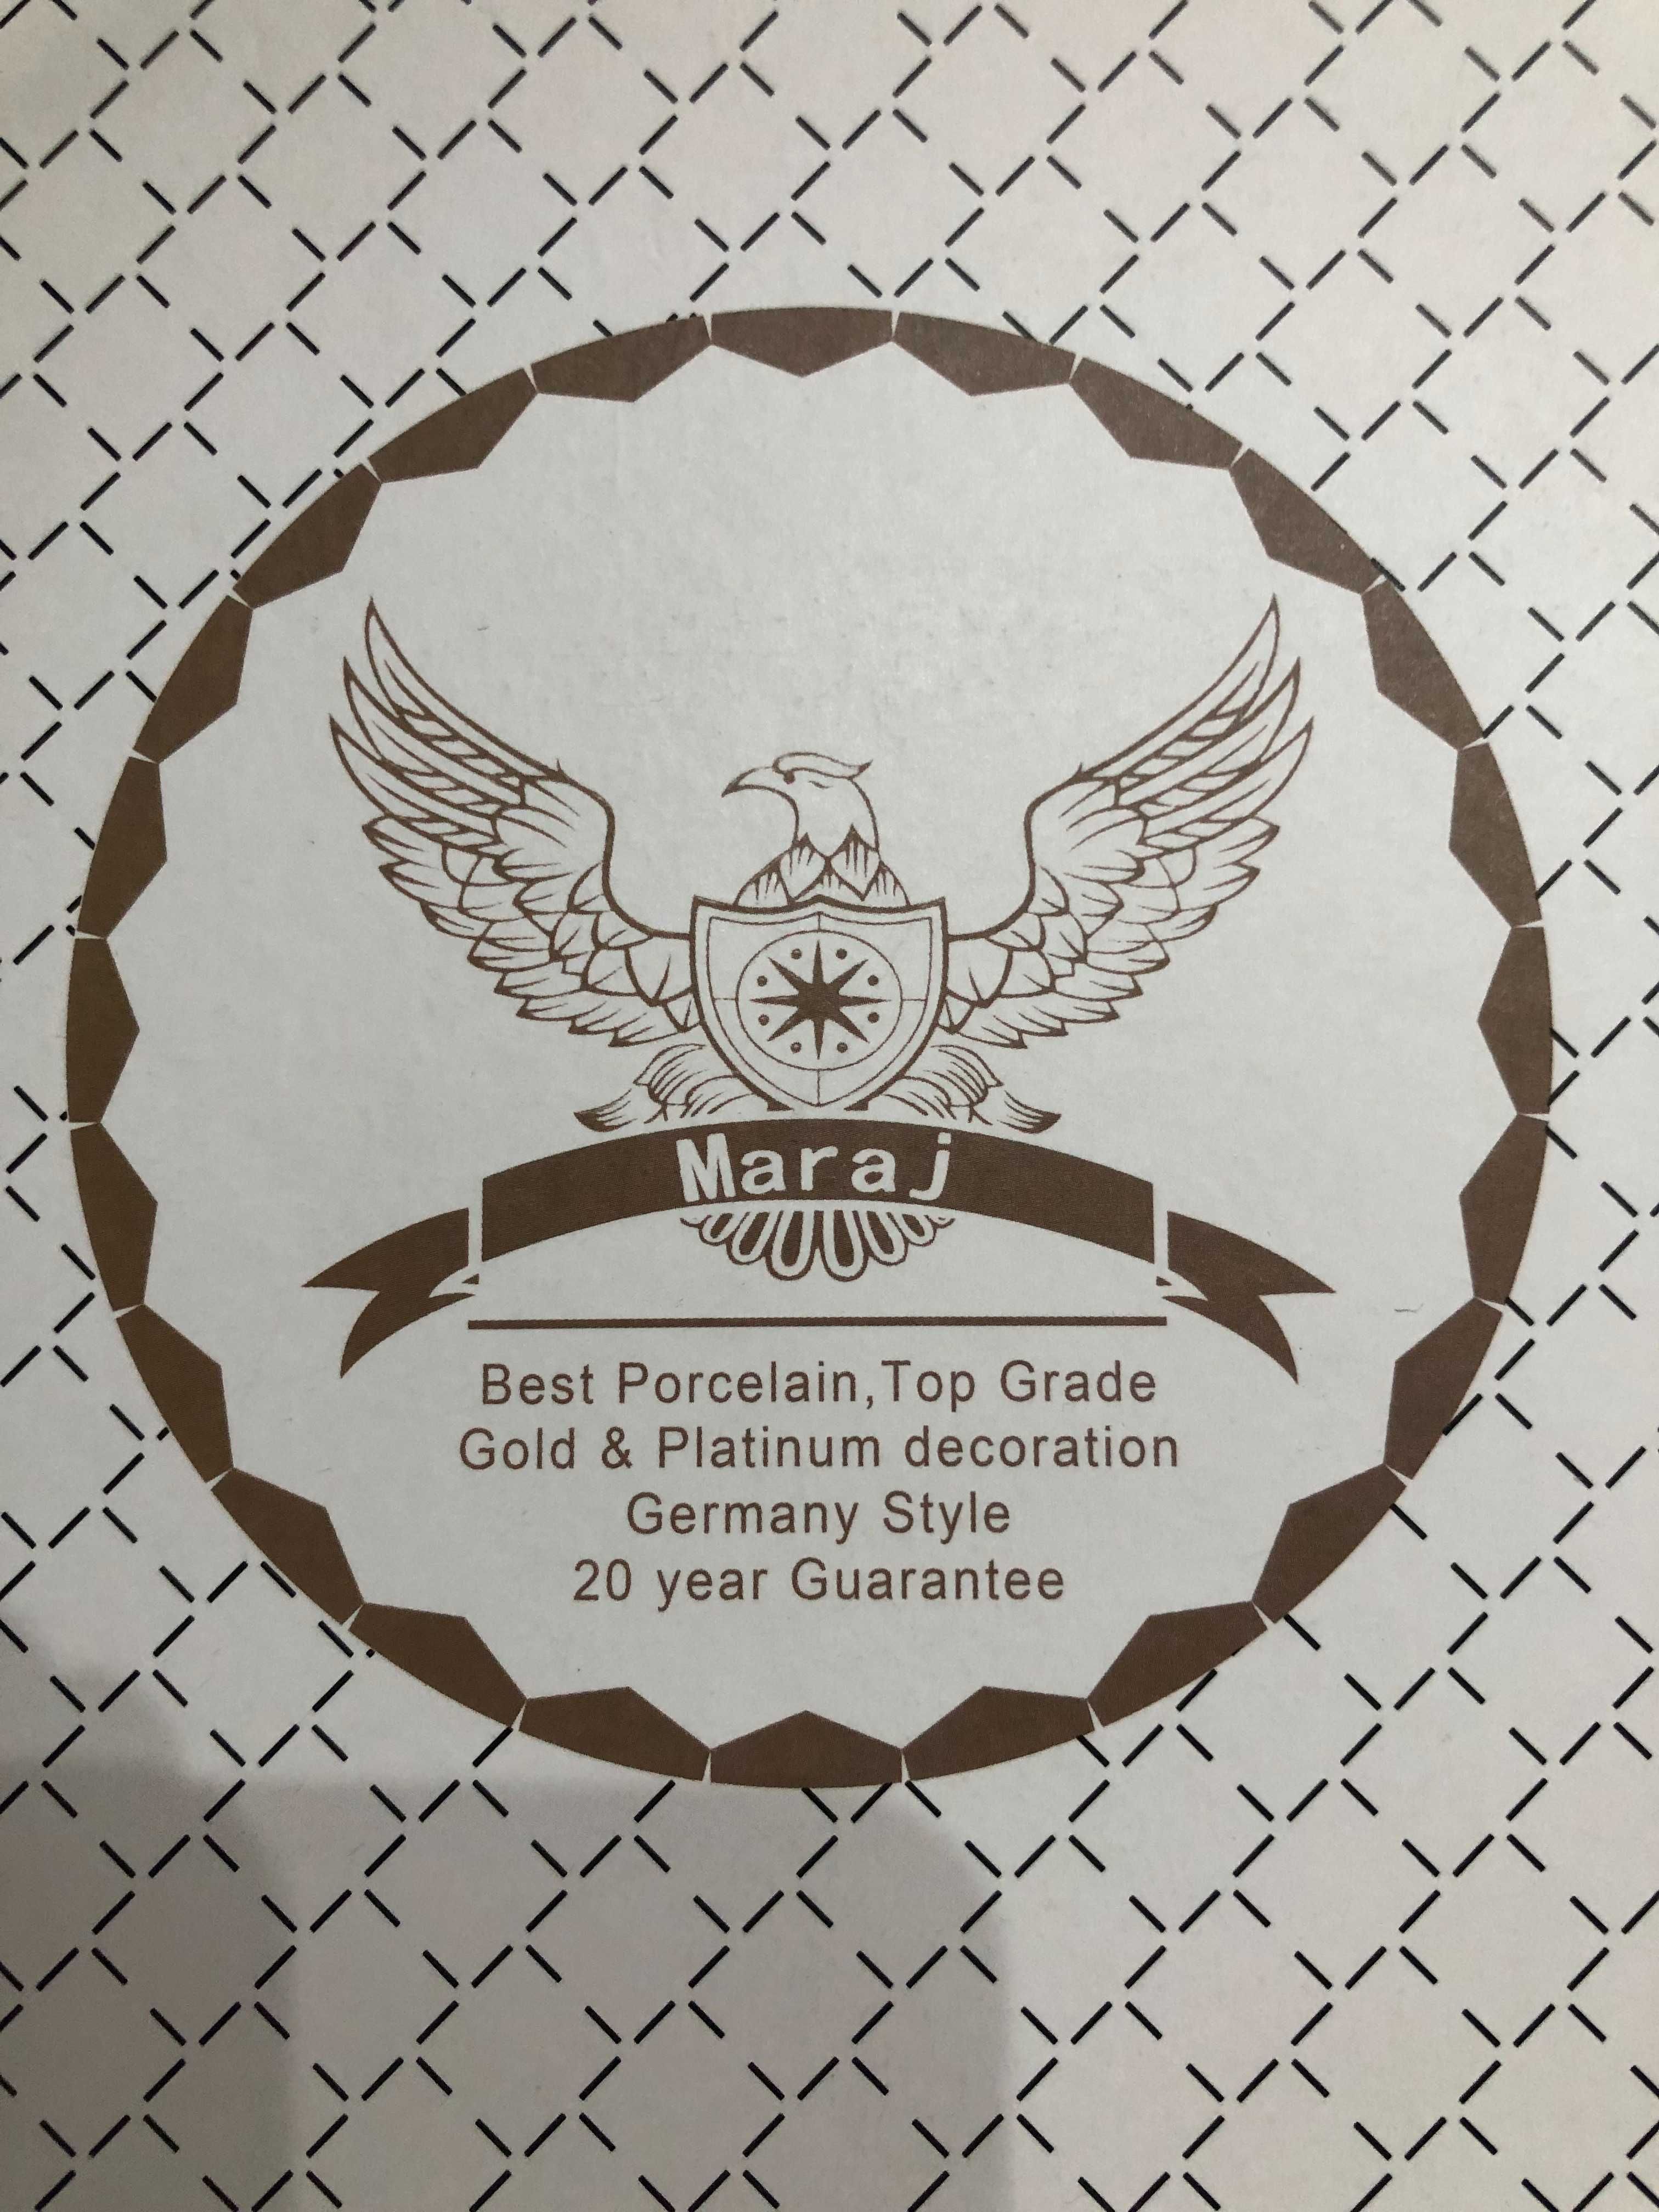 Maraj
Best Porcelain,Top Grade
Gold & Platinum decoration
Germany Style
20 year Guarantee